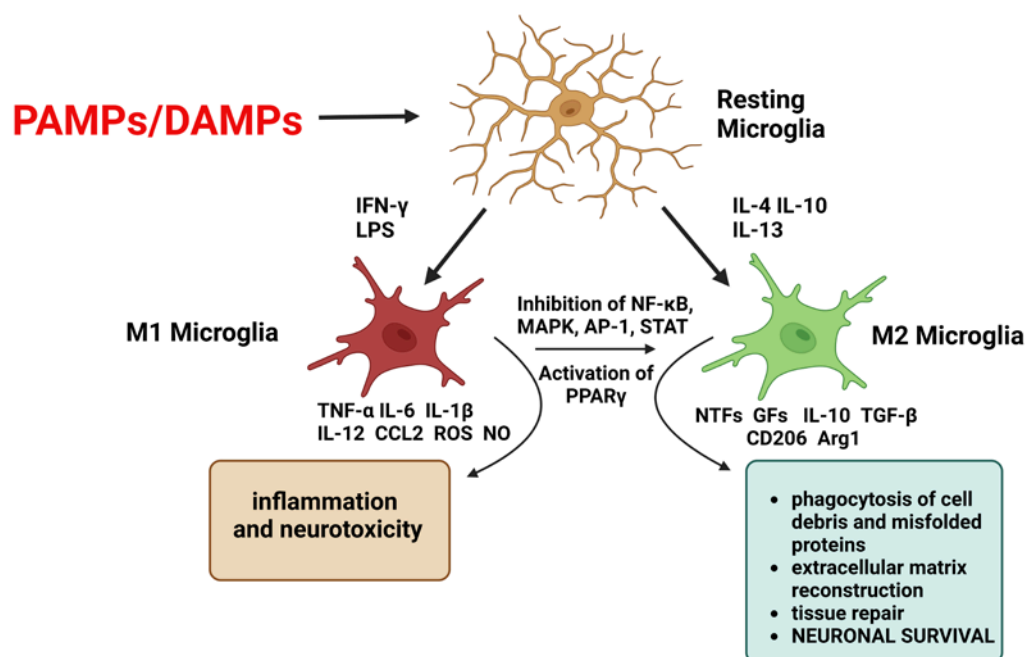 PAMPs/DAMPs
Resting
Microglia
IFN-γ
LPS
IL-4 IL-10
IL-13
M1 Microglia
Inhibition of NF-κB,
MAPK, AP-1, STAT
Activation of
PPARγ
M2 Microglia
TNF-α IL-6 IL-1β
IL-12 CCL2 ROS NO
NTFs GFs IL-10 TGF-β
CD206 Arg1
inflammation
and neurotoxicity
• phagocytosis of cell
debris and misfolded
proteins
• extracellular matrix
reconstruction
• tissue repair
• NEURONAL SURVIVAL